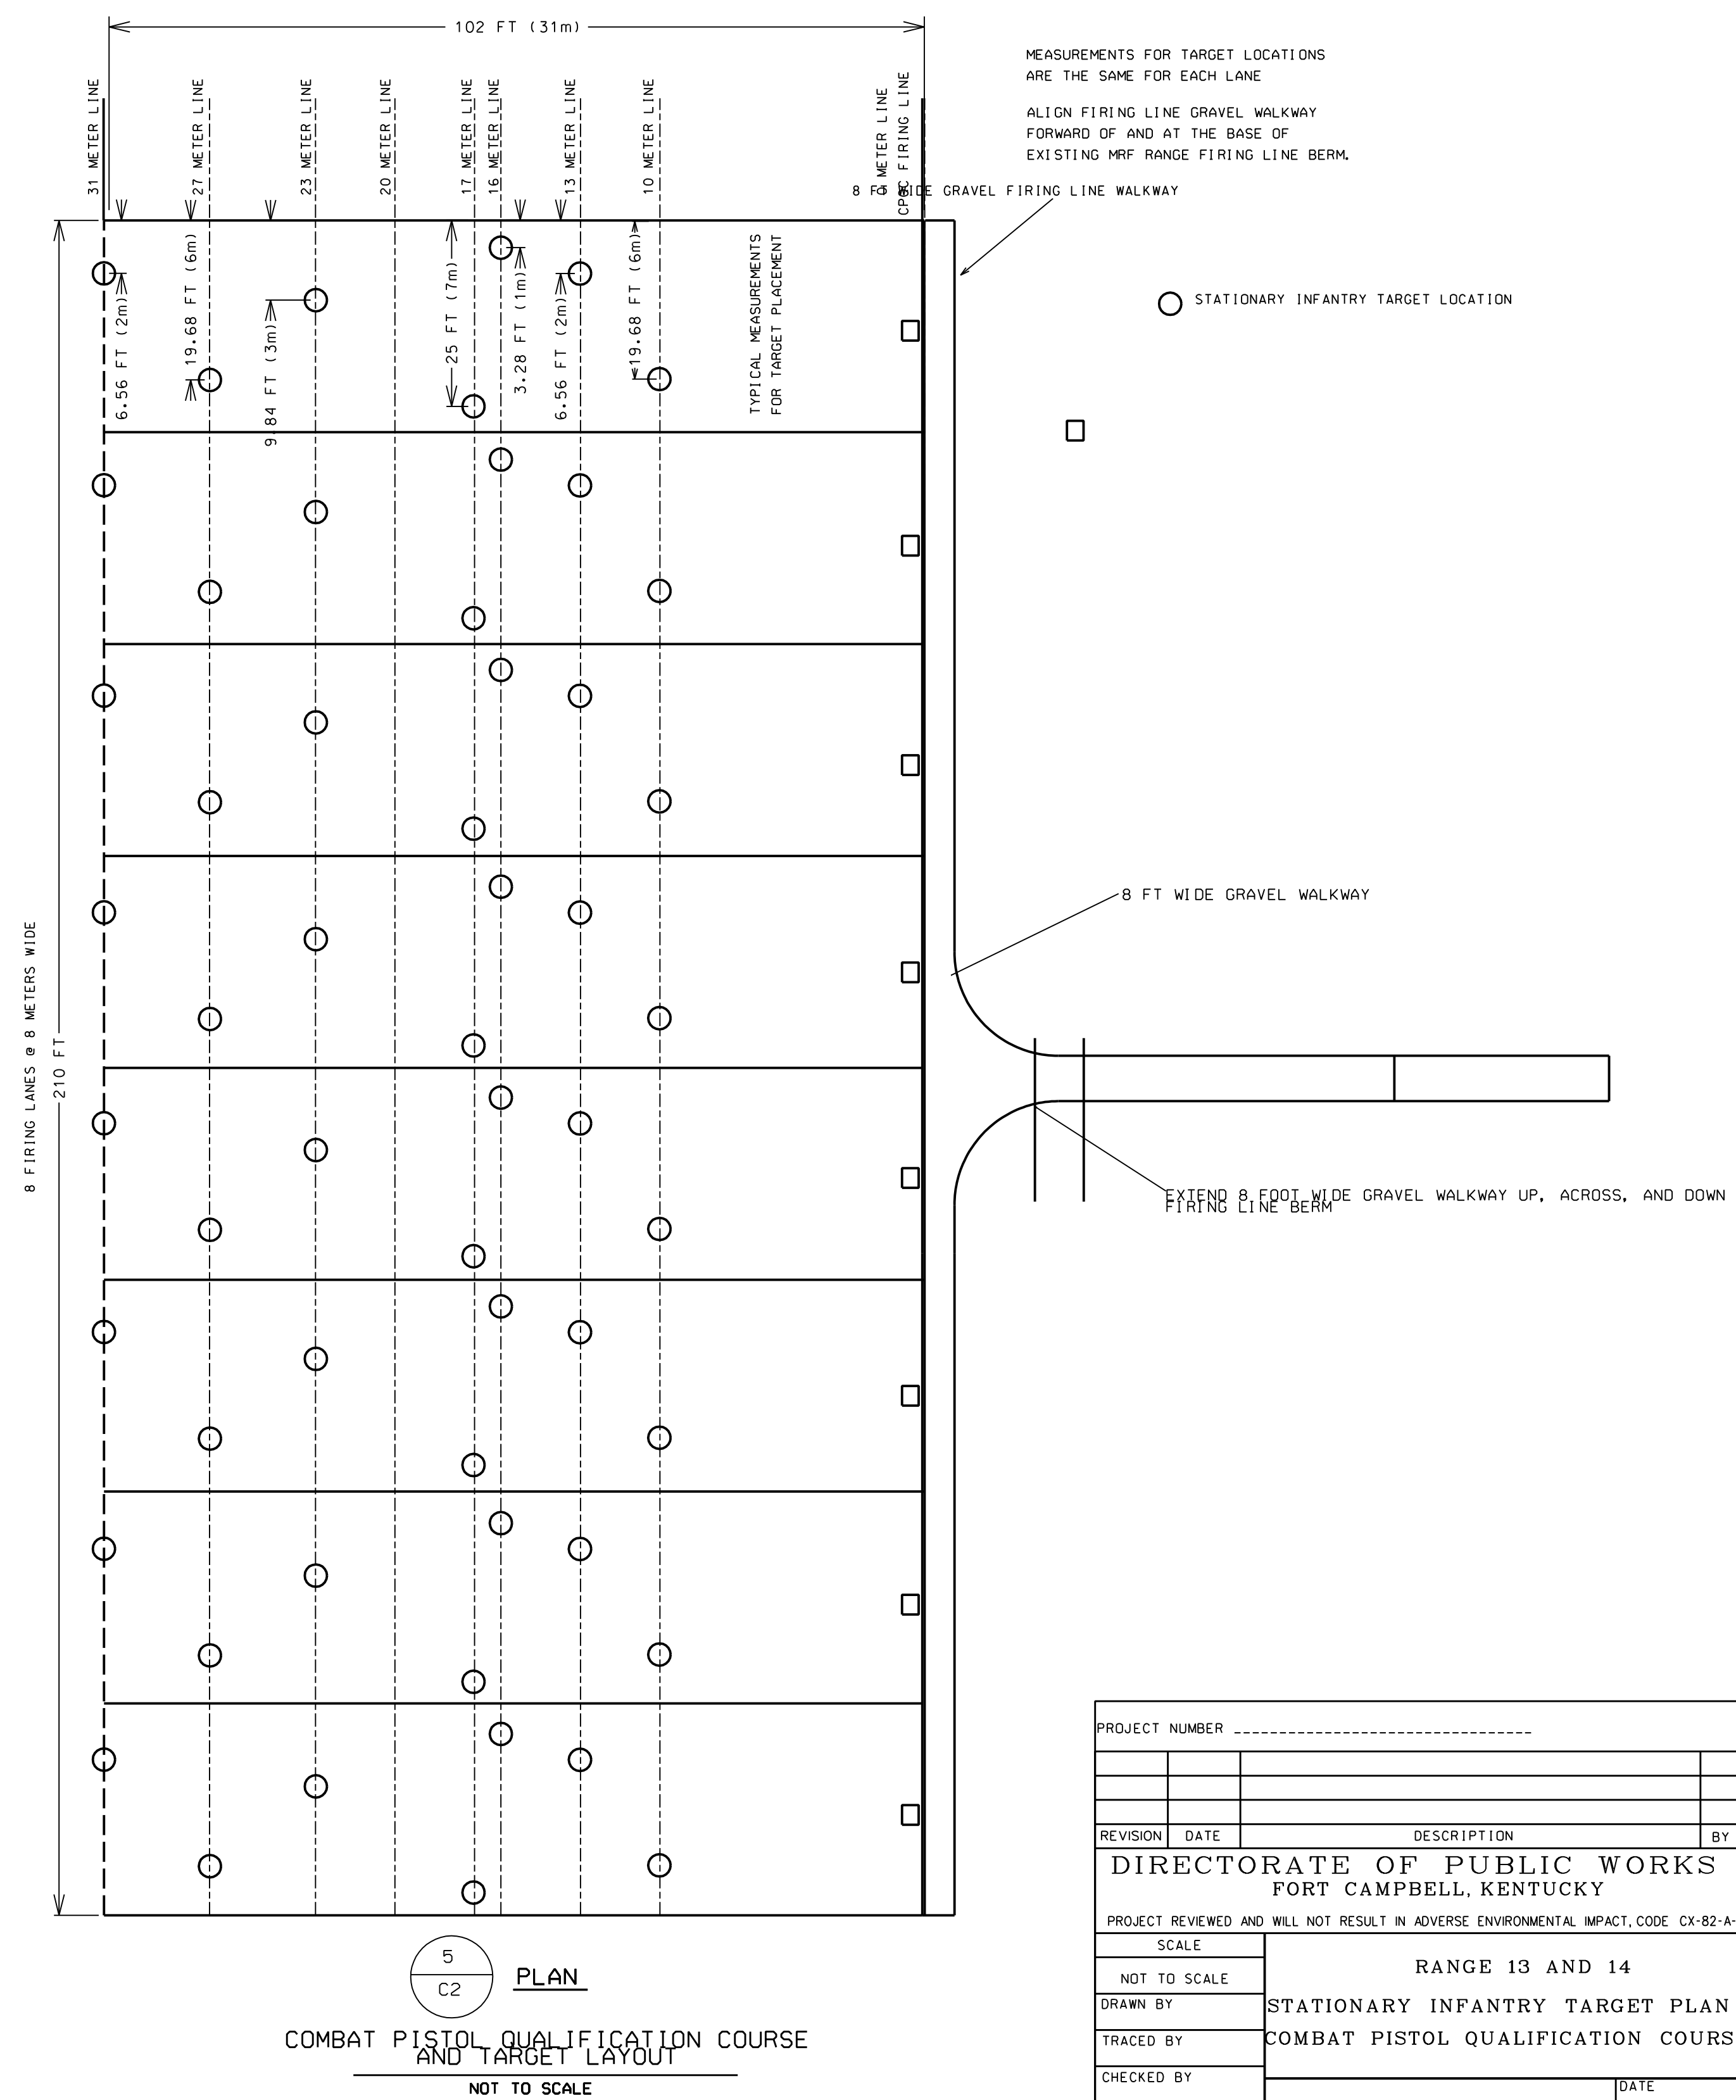 102 FT (31m)
31 METER LINE
27 METER LINE
23 METER LINE
20 METER LINE
17 METER LINE
16 METER LINE
13 METER LINE
10 METER LINE
0 METER LINE
CPQC FIRING LINE
MEASUREMENTS FOR TARGET LOCATIONS
ARE THE SAME FOR EACH LANE
ALIGN FIRING LINE GRAVEL WALKWAY
FORWARD OF AND AT THE BASE OF
EXISTING MRF RANGE FIRING LINE BERM.
8 FT WIDE GRAVEL FIRING LINE WALKWAY
6.56 FT (2m)
19.68 FT (6m)
9.84 FT (3m)
25 FT (7m)
3.28 FT (1m)
6.56 FT (2m)
19.68 FT (6m)
TYPICAL MEASUREMENTS
FOR TARGET PLACEMENT
STATIONARY INFANTRY TARGET LOCATION
8 FIRING LANES @ 8 METERS WIDE
210 FT
8 FT WIDE GRAVEL WALKWAY
EXTEND 8 FOOT WIDE GRAVEL WALKWAY UP, ACROSS, AND DOWN
FIRING LINE BERM
5
C2
PLAN
COMBAT PISTOL QUALIFICATION COURSE
AND TARGET LAYOUT
NOT TO SCALE
PROJECT NUMBER _________________________________
REVISION DATE DESCRIPTION BY
DIRECTORATE OF PUBLIC WORKS
FORT CAMPBELL, KENTUCKY
PROJECT REVIEWED AND WILL NOT RESULT IN ADVERSE ENVIRONMENTAL IMPACT, CODE CX-82-A-
SCALE
NOT TO SCALE
DRAWN BY
TRACED BY
CHECKED BY
RANGE 13 AND 14
STATIONARY INFANTRY TARGET PLAN
COMBAT PISTOL QUALIFICATION COURS
DATE